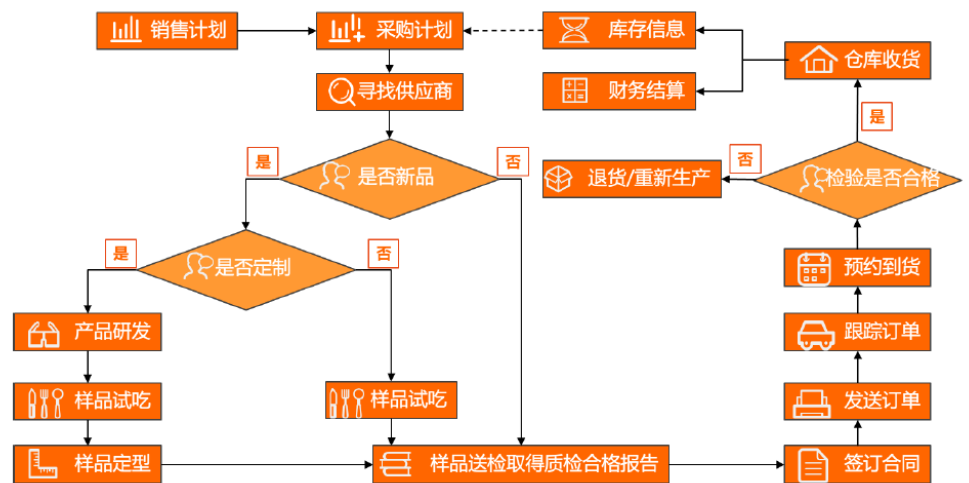 销售计划
采购计划
库存信息
仓库收货
寻找供应商
财务结算
是
是
否
否
是否新品
退货/重新生产
检验是否合格
是
否
是否定制
预约到货
产品研发
跟踪订单
样品试吃
样品试吃
发送订单
样品定型
样品送检取得质检合格报告
签订合同